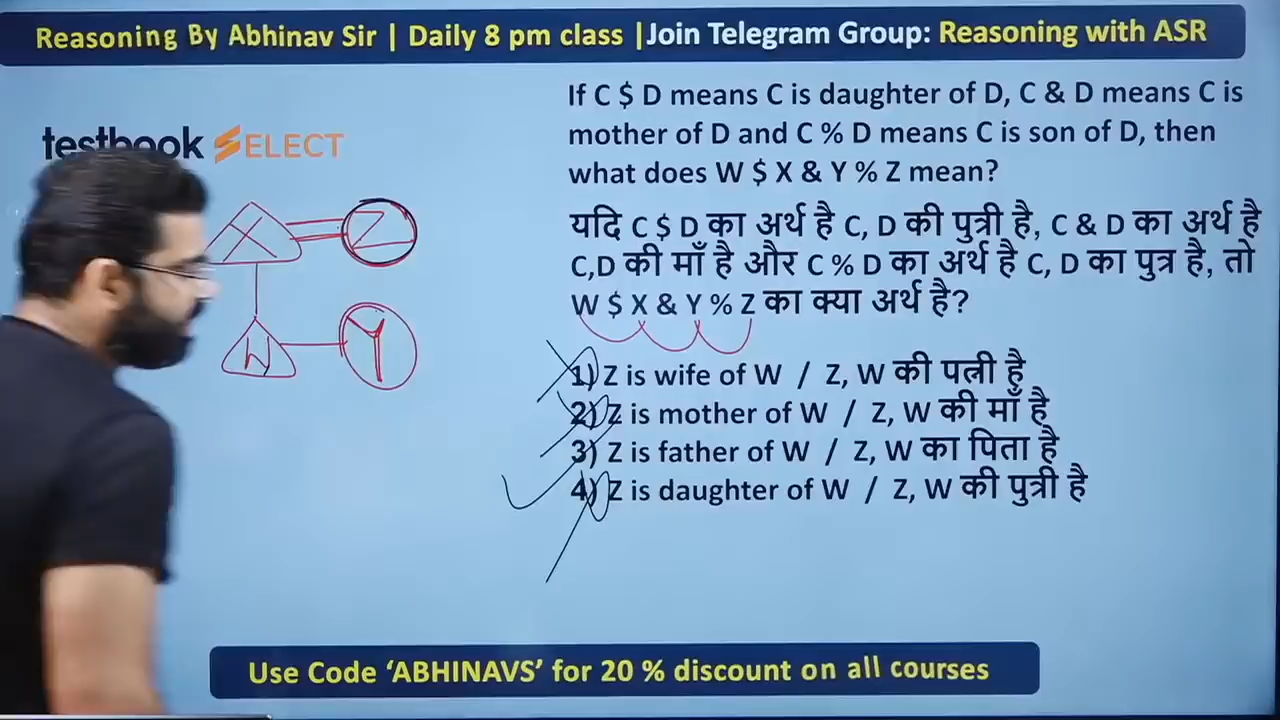 Reasoning By Abhinav Sir | Daily 8 pm class |Join Telegram Group: Reasoning with ASR
testbook SELECT
If C $ D means C is daughter of D, C & D means C is
mother of D and C % D means C is son of D, then
what does W $ X & Y % Z mean?
यदि C $ D का अर्थ है C, D की पुत्री है, C & D का अर्थ है
C,D की माँ है और C % D का अर्थ है C, D का पुत्र है, तो
W $ X & Y % Z का क्या अर्थ है?
X Z
W Y
1) Z is wife of W / Z, W की पत्नी है
2) Z is mother of W / Z, W की माँ है
3) Z is father of W / Z, W का पिता है
4) Z is daughter of W / Z, W की पुत्री है
Use Code ‘ABHINAVS’ for 20 % discount on all courses